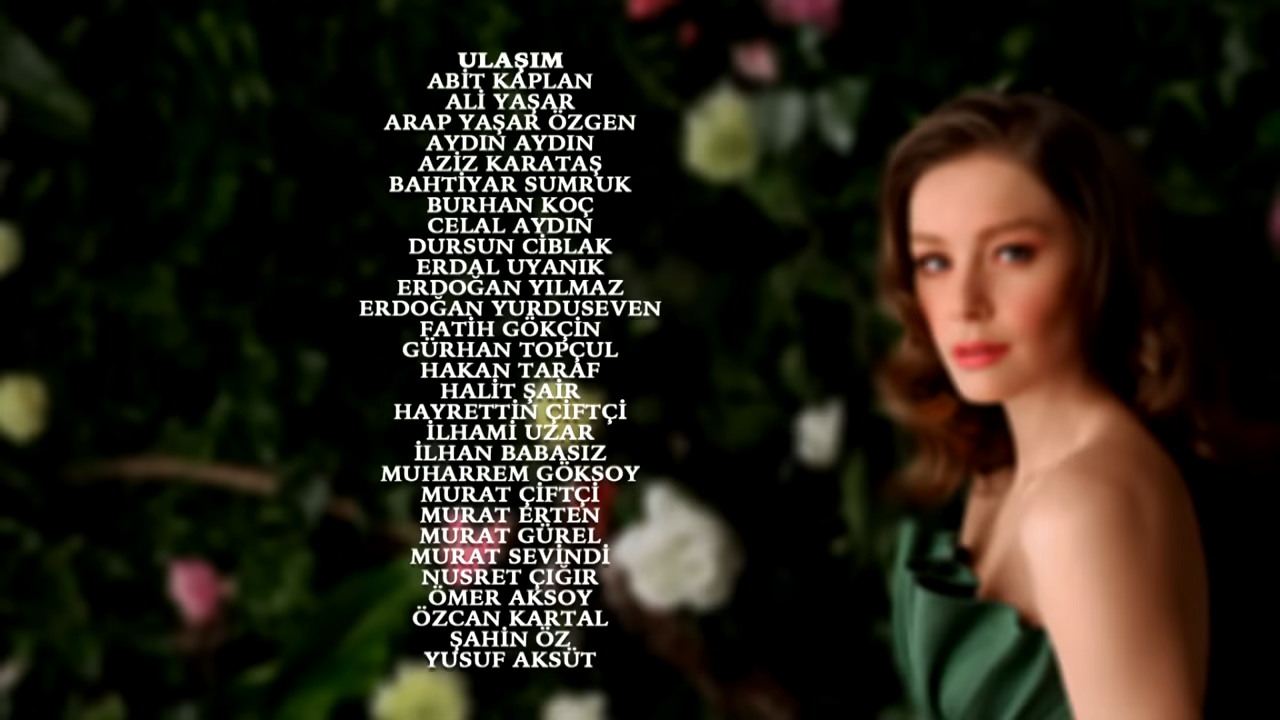 ULAŞIM
ABİT KAPLAN
ALİ YAŞAR
ARAP YAŞAR ÖZGEN
AYDIN AYDIN
AZİZ KARATAŞ
BAHTİYAR SUMRUK
BURHAN KOÇ
CELAL AYDIN
DURSUN CİBLAK
ERDAL UYANIK
ERDOĞAN YILMAZ
ERDOĞAN YURDUSEVEN
FATİH GÖKÇİN
GÜRHAN TOPÇUL
HAKAN TARAF
HALİT ŞAİR
HAYRETTİN ÇİFTÇİ
İLHAMİ UZAR
İLHAN BABASIZ
MUHARREM GÖKSOY
MURAT ÇİFTÇİ
MURAT ERTEN
MURAT GÜREL
MURAT SEVİNDİ
NUSRET ÇIĞIR
ÖMER AKSOY
ÖZCAN KARTAL
ŞAHİN ÖZ
YUSUF AKSÜT